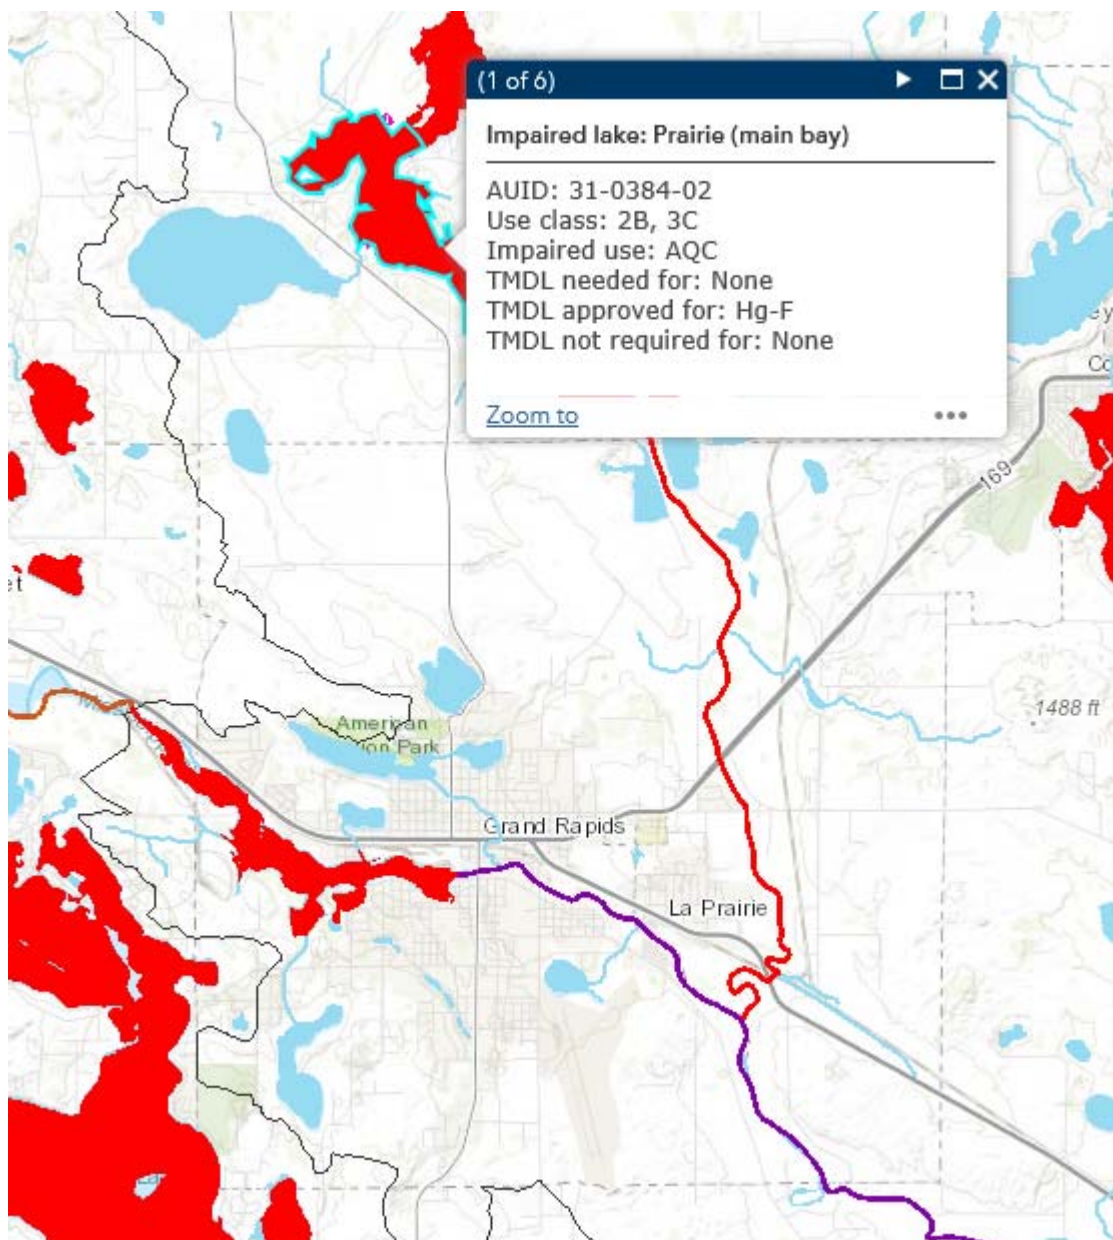 (1 of 6)
Impaired lake: Prairie (main bay)
AUID: 31-0384-02
Use class: 2B, 3C
Impaired use: AQC
TMDL needed for: None
TMDL approved for: Hg-F
TMDL not required for: None
Zoom to
169
1488 ft
American
Park
Grand Rapids
La Prairie